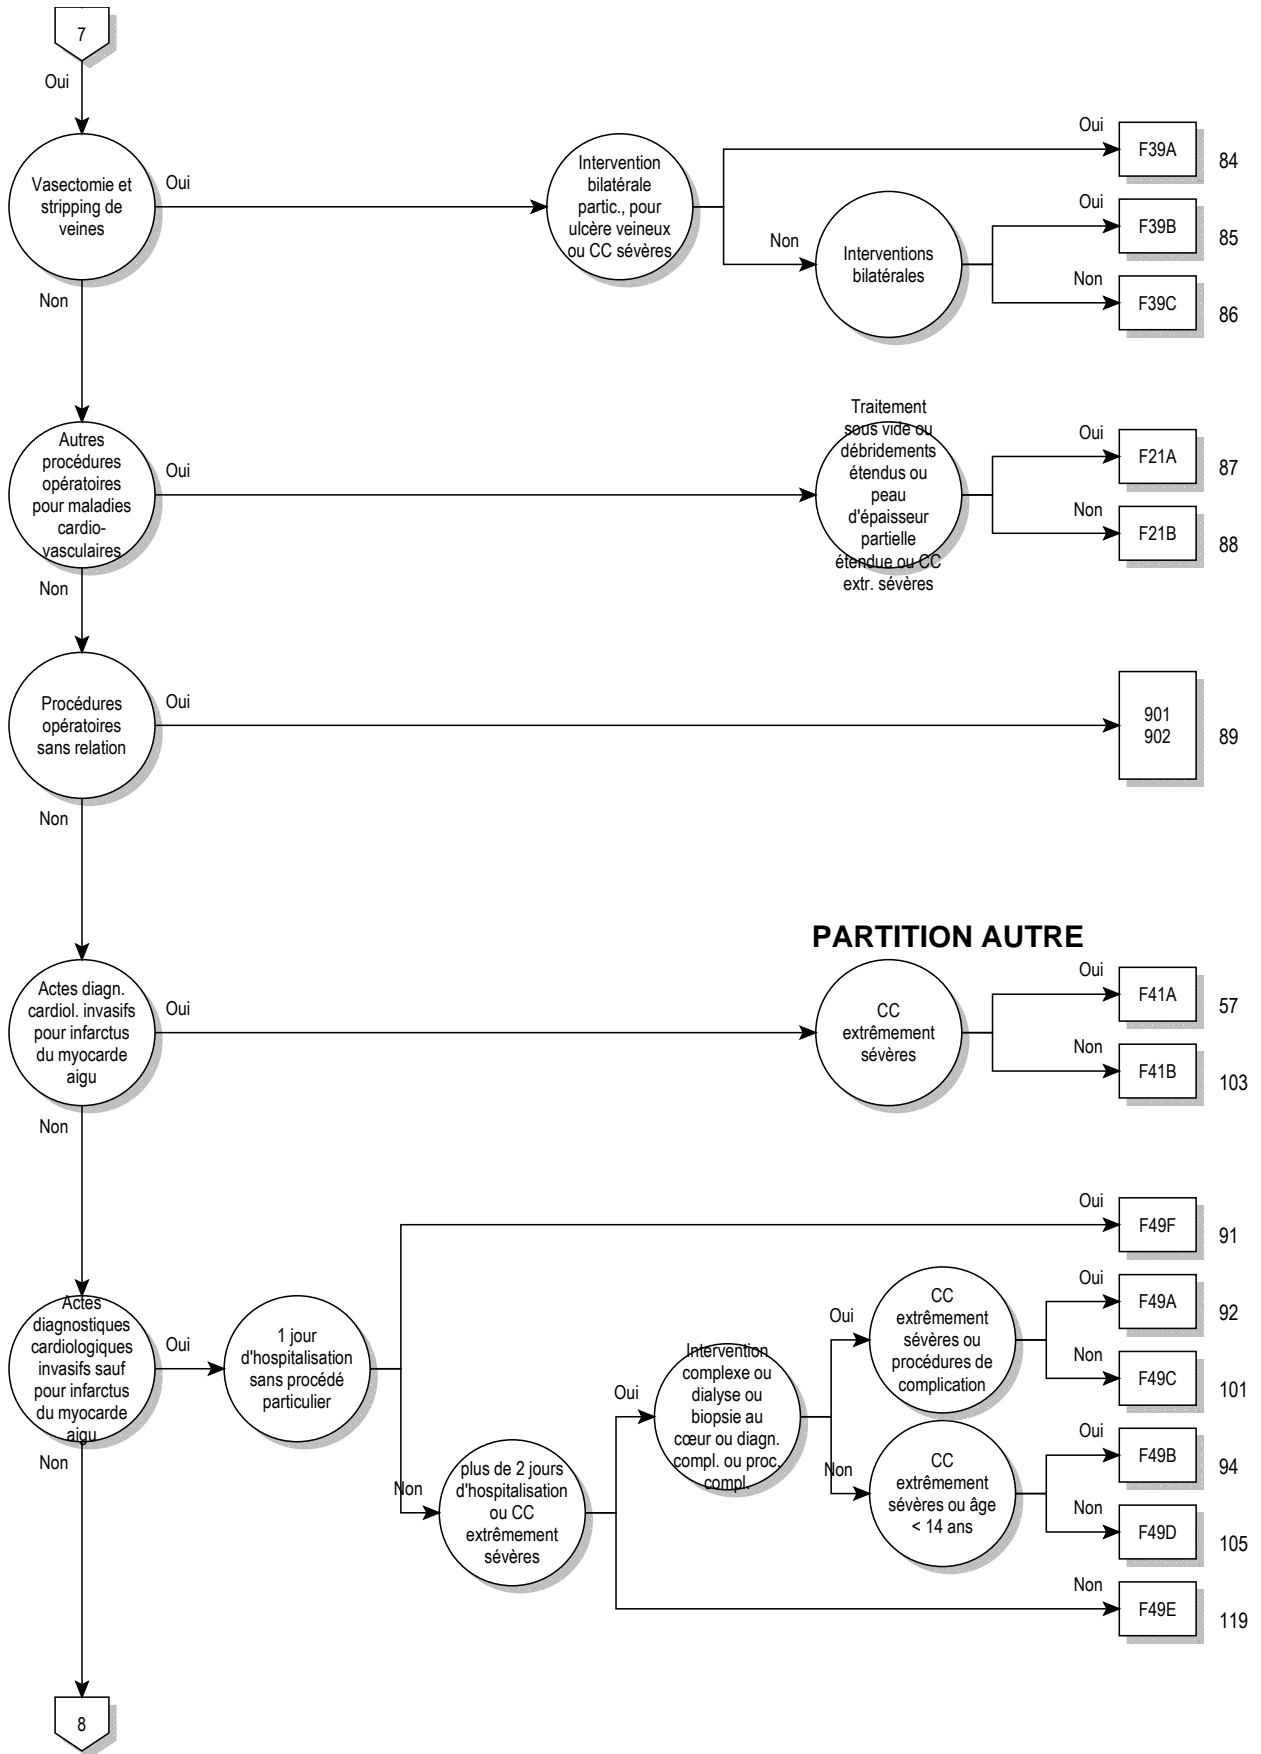 7
Oui
Vasectomie et
stripping de
veines
Oui
Intervention
bilatérale
partic., pour
ulcère veineux
ou CC sévères
Oui
F39A
84
Non
Interventions
bilatérales
Oui
F39B
85
Non
F39C
86
Non
Autres
procédures
opératoires
pour maladies
cardio-
vasculaires
Oui
Traitement
sous vide ou
débridements
étendus ou
peau
d'épaisseur
partielle
étendue ou CC
extr. sévères
Oui
F21A
87
Non
F21B
88
Non
Procédures
opératoires
sans relation
Oui
901
902
89
Non
PARTITION AUTRE
Actes diagn.
cardiol. invasifs
pour infarctus
du myocarde
aigu
Oui
CC
extrêmement
sévères
Oui
F41A
57
Non
F41B
103
Non
Actes
diagnostiques
cardiologiques
invasifs sauf
pour infarctus
du myocarde
aigu
Oui
1 jour
d'hospitalisation
sans procédé
particulier
Oui
F49F
91
Non
plus de 2 jours
d'hospitalisation
ou CC
extrêmement
sévères
Oui
Intervention
complexe ou
dialyse ou
biopsie au
cœur ou diagn.
compl. ou proc.
compl.
Oui
CC
extrêmement
sévères ou
procédures de
complication
Oui
F49A
92
Non
F49C
101
Non
CC
extrêmement
sévères ou âge
< 14 ans
Oui
F49B
94
Non
F49D
105
Non
F49E
119
Non
8